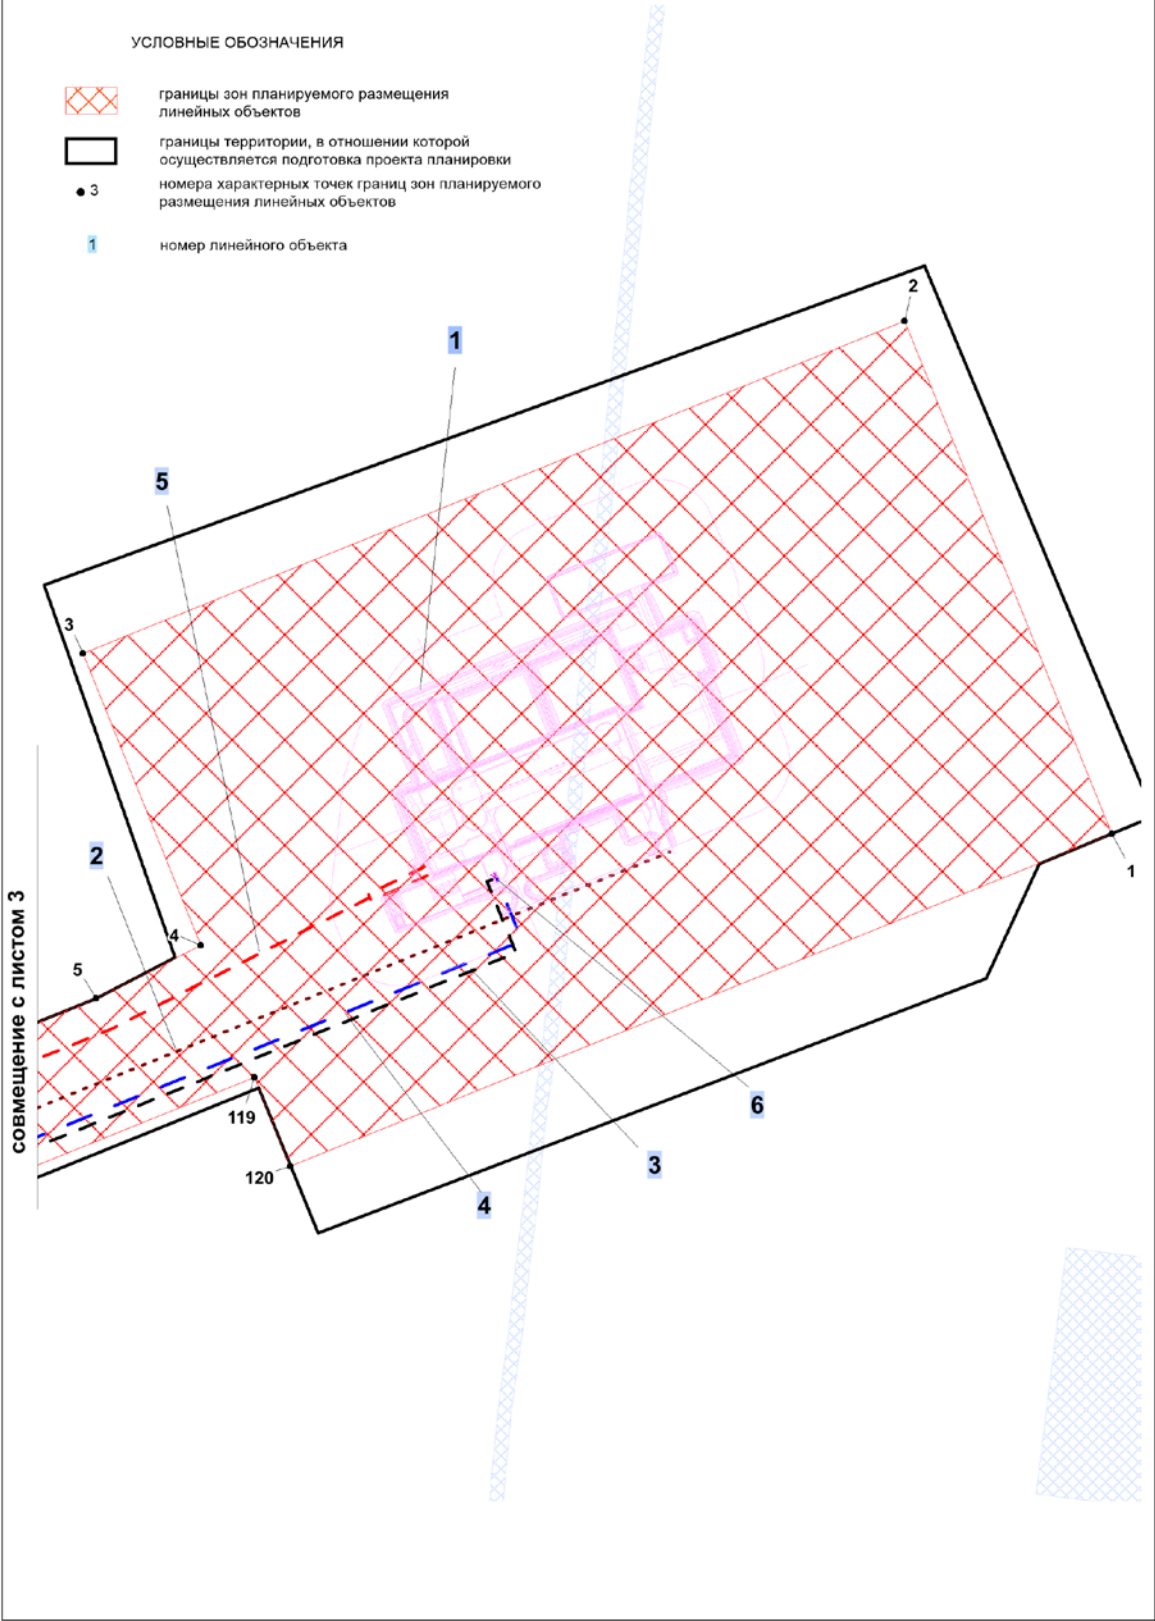 УСЛОВНЫЕ ОБОЗНАЧЕНИЯ
границы зон планируемого размещения
линейных объектов
границы территории, в отношении которой
осуществляется подготовка проекта планировки
3
номера характерных точек границ зон планируемого
размещения линейных объектов
1
номер линейного объекта
2
1
5
3
2
1
4
5
совмещение с листом 3
6
119
3
120
4